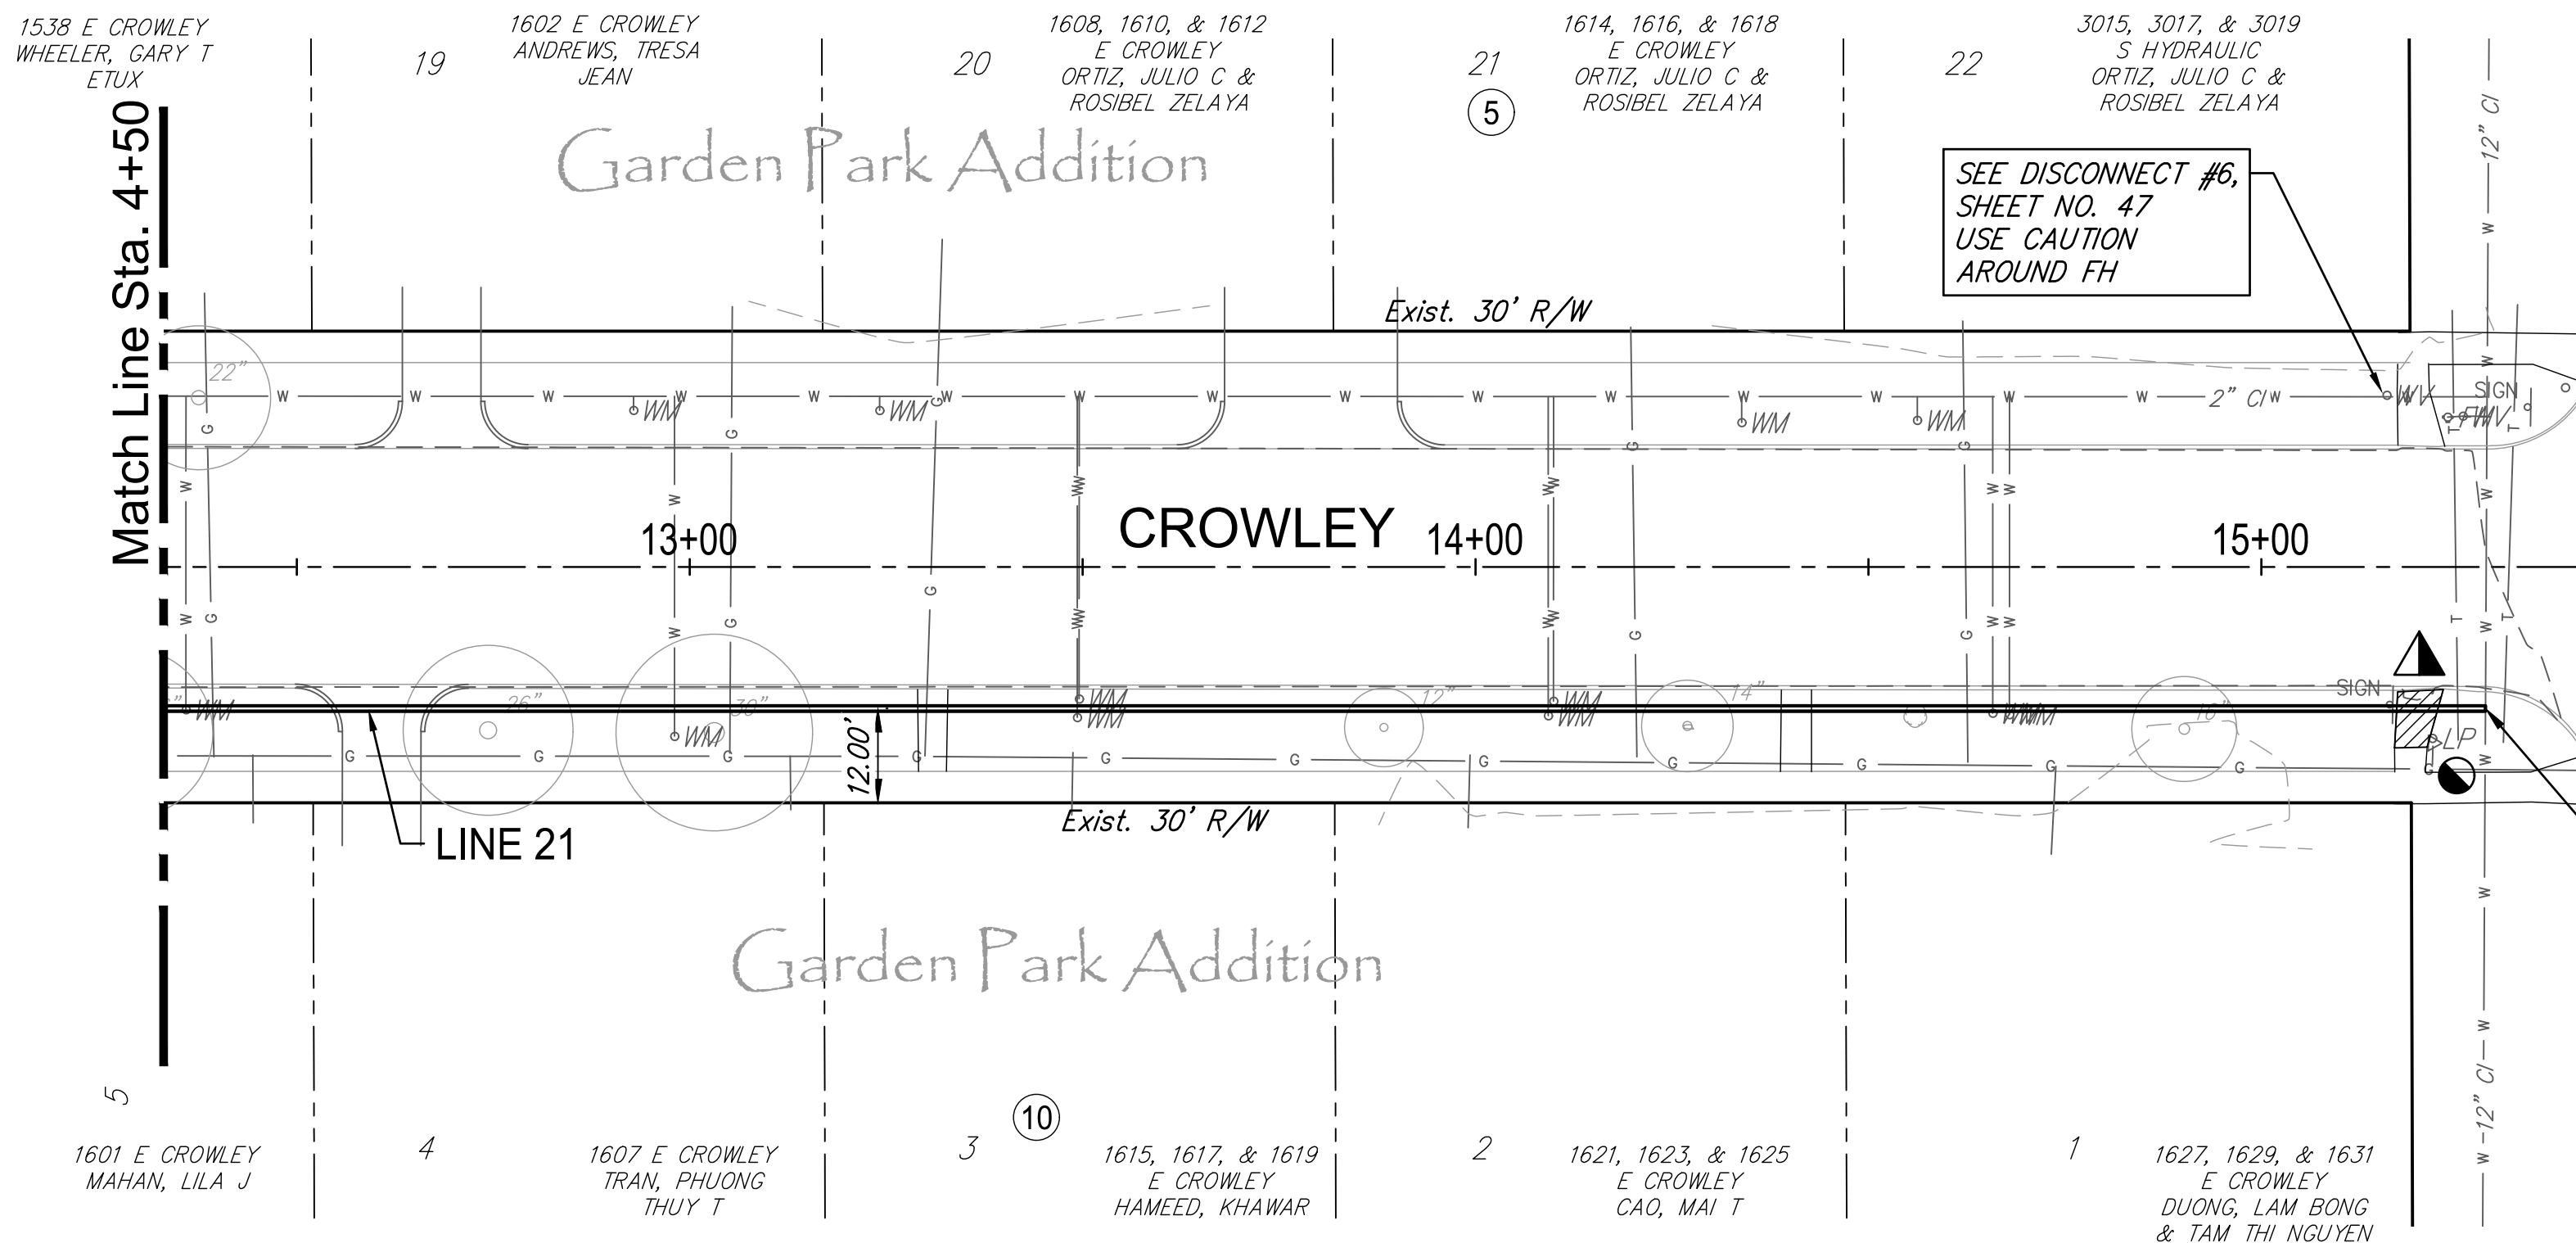 1538 E CROWLEY
WHEELER, GARY T
ETUX
19
1602 E CROWLEY
ANDREWS, TRESA
JEAN
20
1608, 1610, & 1612
E CROWLEY
ORTIZ, JULIO C &
ROSIBEL ZELAYA
21
5
1614, 1616, & 1618
E CROWLEY
ORTIZ, JULIO C &
ROSIBEL ZELAYA
22
3015, 3017, & 3019
S HYDRAULIC
ORTIZ, JULIO C &
ROSIBEL ZELAYA
12" CI
W
Match Line Sta. 4+50
Garden Park Addition
SEE DISCONNECT #6,
SHEET NO. 47
USE CAUTION
AROUND FH
Exist. 30' R/W
22"
W W W W W W W W W W W W W W W
2" CI W
WV
SIGN
WM
WM
WM
WM
G G G G G
T T
W W W W W W
13+00
CROWLEY
14+00
15+00
W W W W W W
G G G G G
T T
26"
30"
12"
14"
16"
SIGN
WM
WM
WM
WM
WM
WM
G G G G G G G G G G G
LP
12.00'
LINE 21
Exist. 30' R/W
Garden Park Addition
5
1601 E CROWLEY
MAHAN, LILA J
4
1607 E CROWLEY
TRAN, PHUONG
THUY T
3
10
1615, 1617, & 1619
E CROWLEY
HAMEED, KHAWAR
2
1621, 1623, & 1625
E CROWLEY
CAO, MAI T
1
1627, 1629, & 1631
E CROWLEY
DUONG, LAM BONG
& TAM THI NGUYEN
W 12" CI W